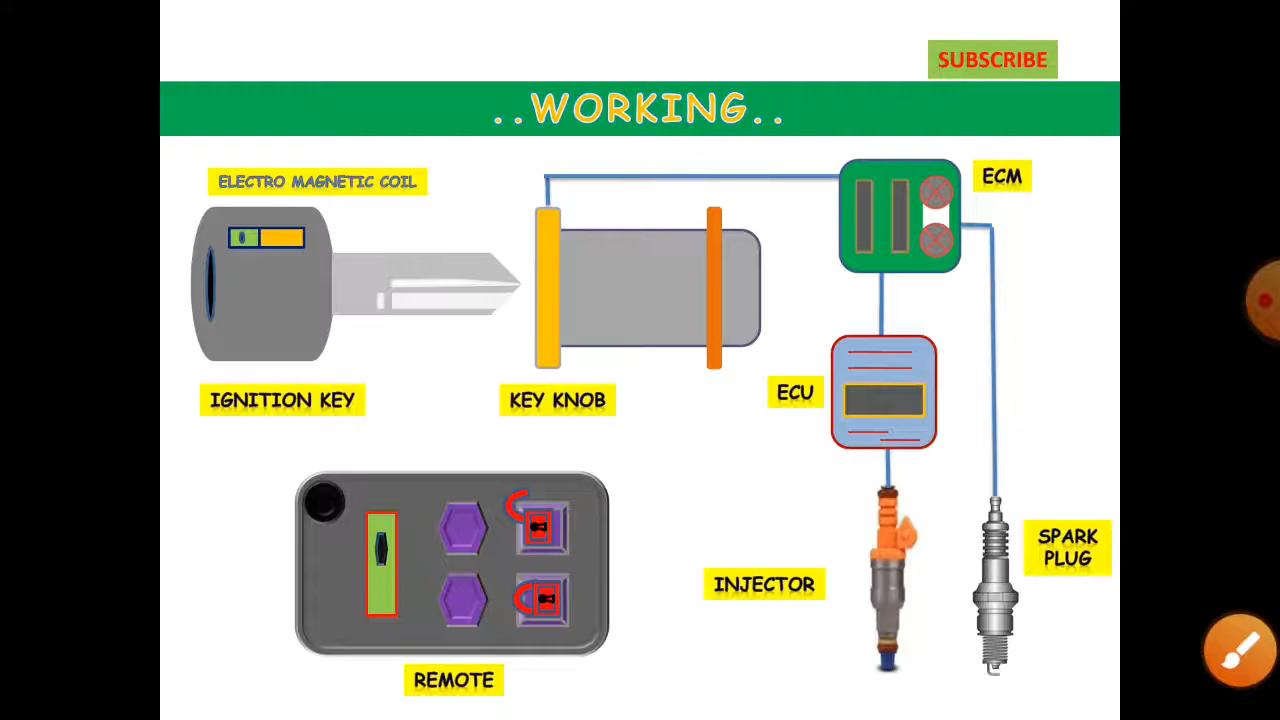 SUBSCRIBE
..WORKING..
ELECTRO MAGNETIC COIL
ECM
IGNITION KEY
KEY KNOB
ECU
INJECTOR
SPARK
PLUG
REMOTE